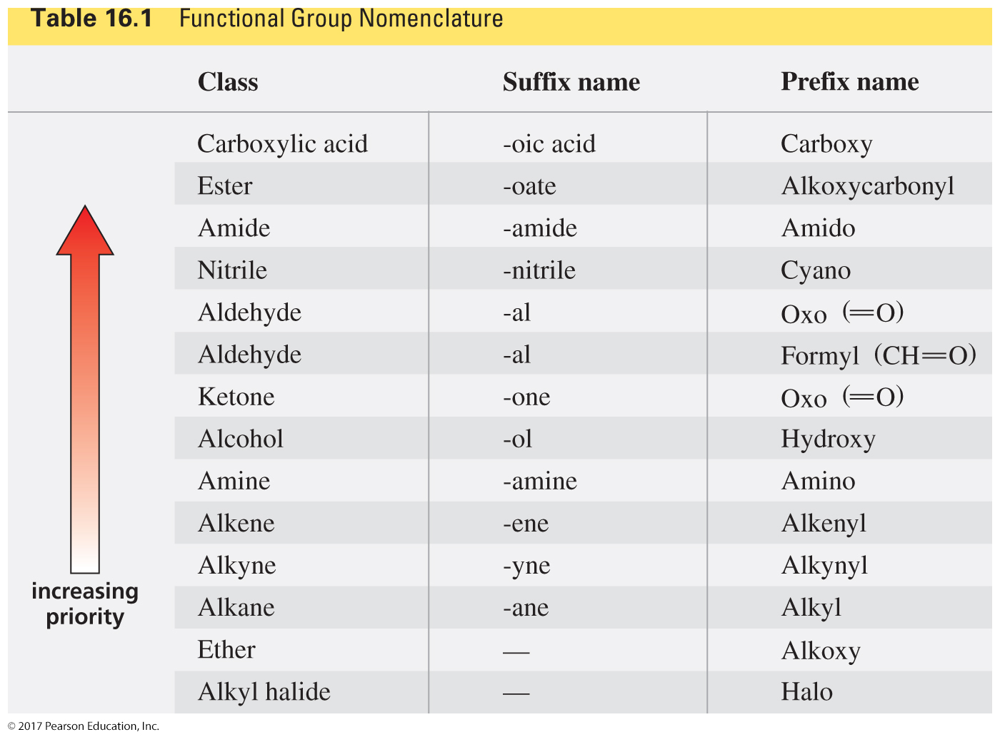 Table 16.1 Functional Group Nomenclature
Class Suffix name Prefix name
Carboxylic acid -oic acid Carboxy
Ester -oate Alkoxycarbonyl
Amide -amide Amido
Nitrile -nitrile Cyano
Aldehyde -al Oxo (=O)
Aldehyde -al Formyl (CH=O)
Ketone -one Oxo (=O)
Alcohol -ol Hydroxy
Amine -amine Amino
Alkene -ene Alkenyl
Alkyne -yne Alkynyl
Alkane -ane Alkyl
Ether — Alkoxy
Alkyl halide — Halo
increasing
priority
© 2017 Pearson Education, Inc.